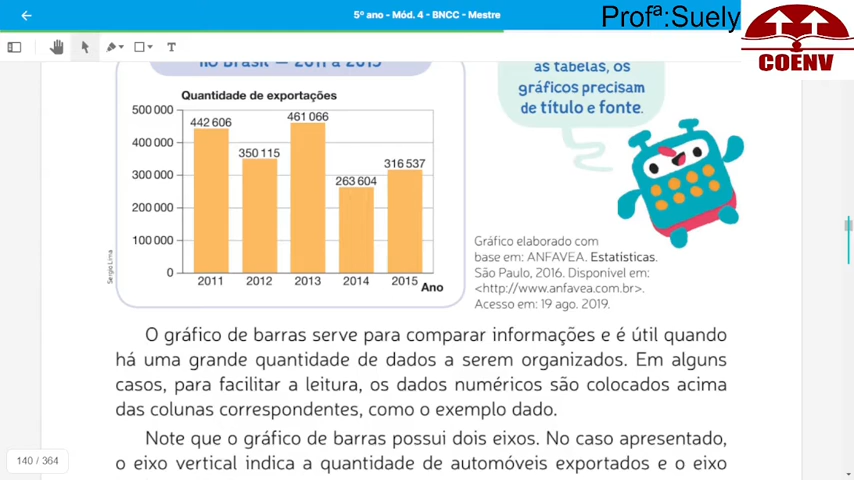 5º ano - Mód. 4 - BNCC - Mestre
Profª:Suely
COENV
T
no Brasil – 2011 a 2015
Quantidade de exportações
500 000
400 000
300 000
200 000
100 000
0
442 606
350 115
461 066
263 604
316 537
2011
2012
2013
2014
2015
Ano
Sergio Lima
as tabelas, os
gráficos precisam
de título e fonte.
Gráfico elaborado com
base em: ANFAVEA. Estatísticas.
São Paulo, 2016. Disponível em:
<http://www.anfavea.com.br>.
Acesso em: 19 ago. 2019.
O gráfico de barras serve para comparar informações e é útil quando
há uma grande quantidade de dados a serem organizados. Em alguns
casos, para facilitar a leitura, os dados numéricos são colocados acima
das colunas correspondentes, como o exemplo dado.
Note que o gráfico de barras possui dois eixos. No caso apresentado,
o eixo vertical indica a quantidade de automóveis exportados e o eixo
140 / 364